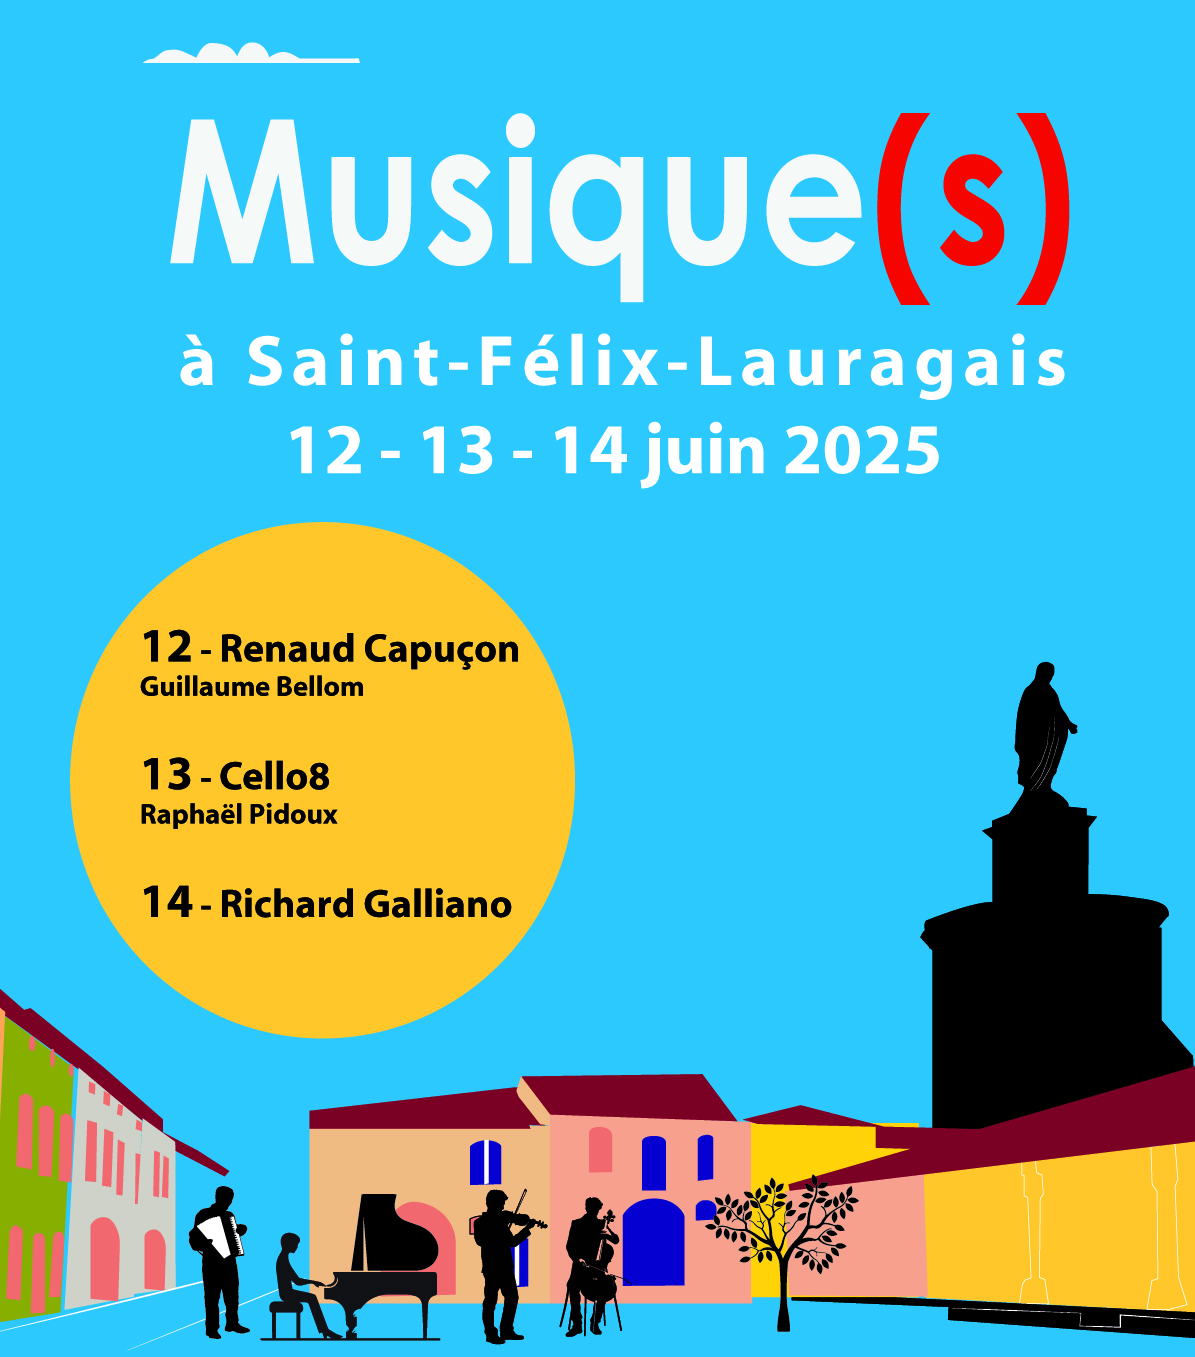 Musique(s)
à Saint-Félix-Lauragais
12 - 13 - 14 juin 2025
12 - Renaud Capuçon
Guillaume Bellom
13 - Cello8
Raphaël Pidoux
14 - Richard Galliano